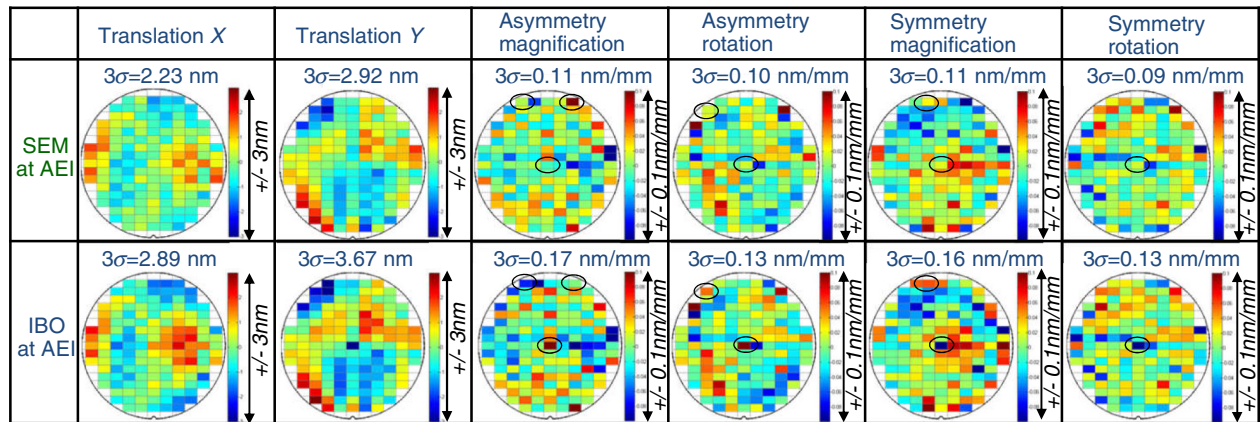 Translation X
Translation Y
Asymmetry
magnification
Asymmetry
rotation
Symmetry
magnification
Symmetry
rotation
SEM
at AEI
3σ=2.23 nm
+/- 3nm
3σ=2.92 nm
+/- 3nm
3σ=0.11 nm/mm
+/- 0.1nm/mm
3σ=0.10 nm/mm
+/- 0.1nm/mm
3σ=0.11 nm/mm
+/- 0.1nm/mm
3σ=0.09 nm/mm
+/- 0.1nm/mm
IBO
at AEI
3σ=2.89 nm
+/- 3nm
3σ=3.67 nm
+/- 3nm
3σ=0.17 nm/mm
+/- 0.1nm/mm
3σ=0.13 nm/mm
+/- 0.1nm/mm
3σ=0.16 nm/mm
+/- 0.1nm/mm
3σ=0.13 nm/mm
+/- 0.1nm/mm